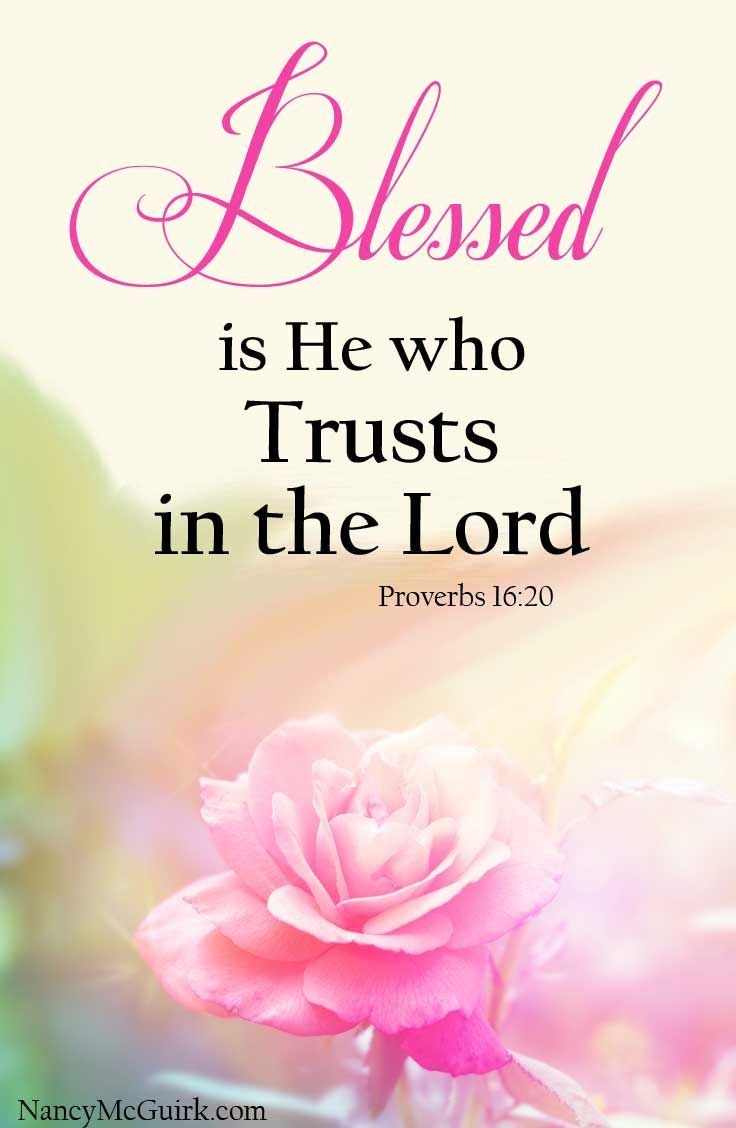 Blessed
is He who
Trusts
in the Lord
Proverbs 16:20
NancyMcGuirk.com